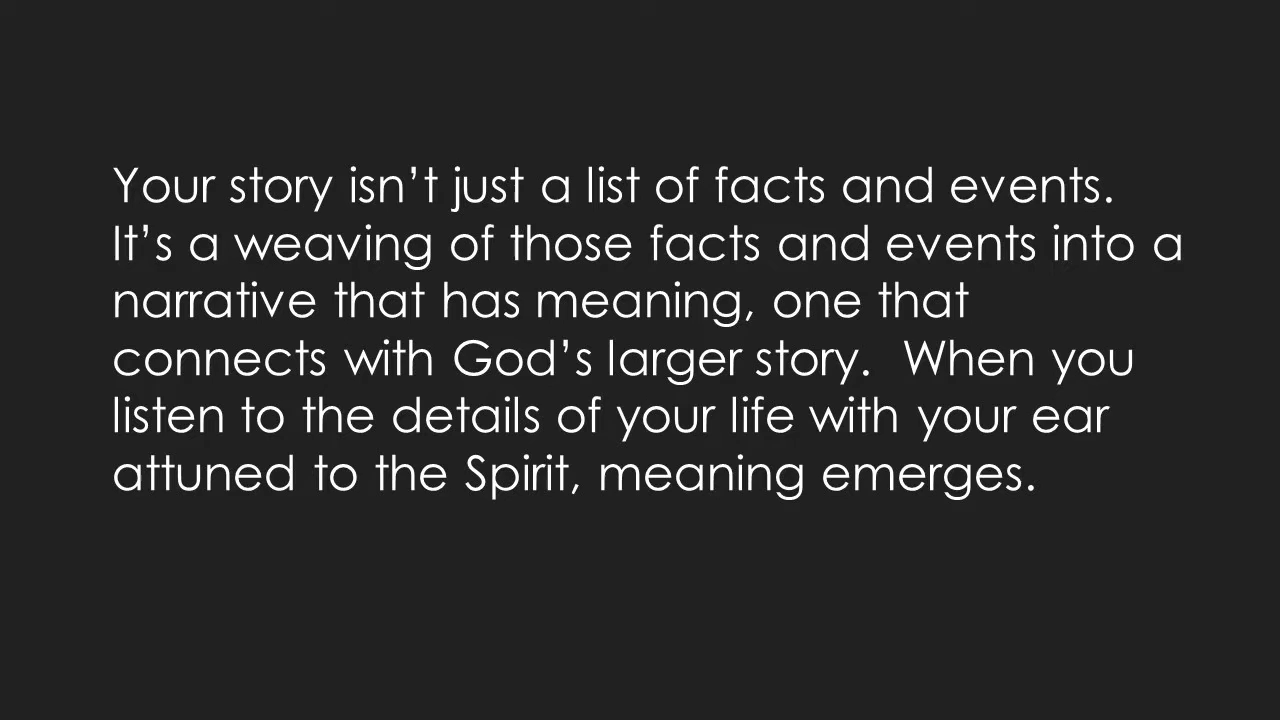 Your story isn’t just a list of facts and events.
It’s a weaving of those facts and events into a
narrative that has meaning, one that
connects with God’s larger story.  When you
listen to the details of your life with your ear
attuned to the Spirit, meaning emerges.